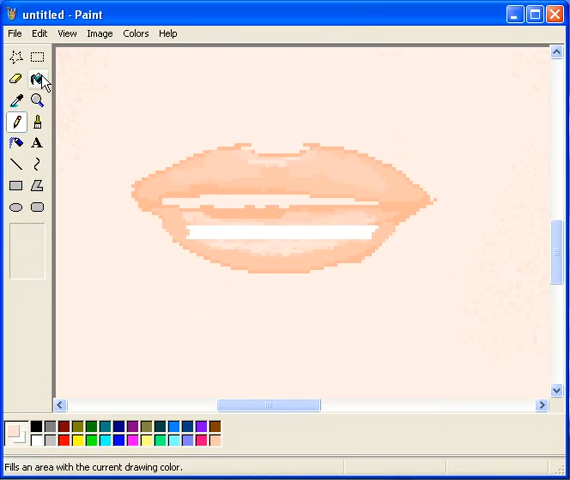 untitled - Paint
File Edit View Image Colors Help
A
Fills an area with the current drawing color.